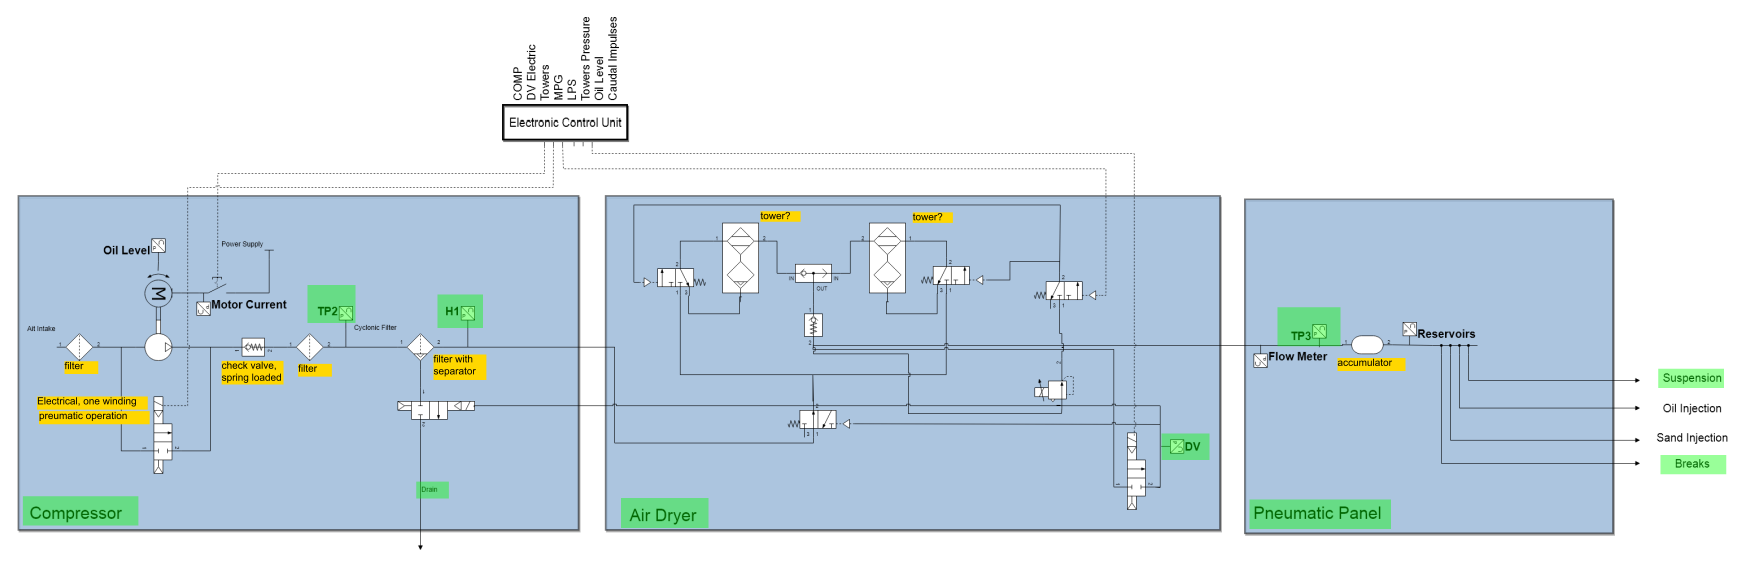 COMP
DV Electric
Towers
MPG
LPS
Towers Pressure
Oil Level
Caudal Impulses
Electronic Control Unit
Oil Level
Power Supply
M
Motor Current
TP2
H1
Ait Intake
Cyclonic Filter
filter
check valve,
spring loaded
filter
filter with
separator
Electrical, one winding
preumatic operation
Drain
Compressor
tower?
tower?
IN
IN
OUT
DV
Air Dryer
TP3
Flow Meter
Reservoirs
accumulator
Pneumatic Panel
Suspension
Oil Injection
Sand Injection
Breaks